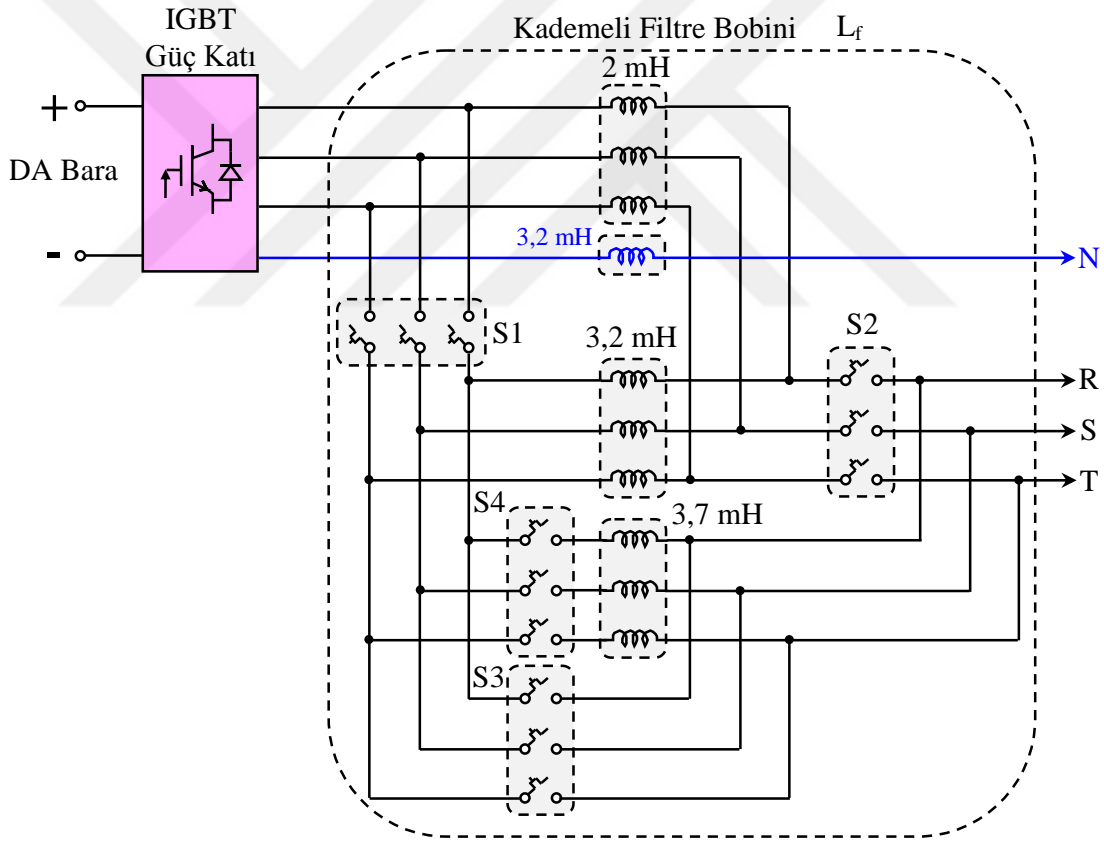 IGBT
Güç Katı
Kademeli Filtre Bobini L_f
2 mH
+
DA Bara
-
3,2 mH
N
S1
3,2 mH
S2
R
S
T
S4
3,7 mH
S3